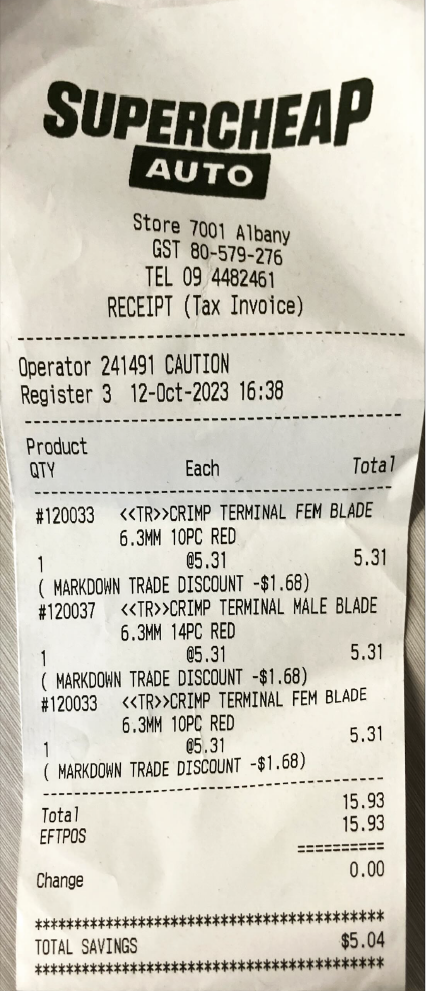 SUPERCHEAP
AUTO
Store 7001 Albany
GST 80-579-276
TEL 09 4482461
RECEIPT (Tax Invoice)
--------------------------------------
Operator 241491 CAUTION
Register 3 12-Oct-2023 16:38
--------------------------------------
Product
QTY Each Total
--------------------------------------
#120033 <<TR>>CRIMP TERMINAL FEM BLADE
6.3MM 10PC RED
1 @5.31 5.31
( MARKDOWN TRADE DISCOUNT -$1.68)
#120037 <<TR>>CRIMP TERMINAL MALE BLADE
6.3MM 14PC RED
1 @5.31 5.31
( MARKDOWN TRADE DISCOUNT -$1.68)
#120033 <<TR>>CRIMP TERMINAL FEM BLADE
6.3MM 10PC RED
1 @5.31 5.31
( MARKDOWN TRADE DISCOUNT -$1.68)
--------------------------------------
Total 15.93
EFTPOS 15.93
==========
Change 0.00
****************************************
TOTAL SAVINGS $5.04
****************************************